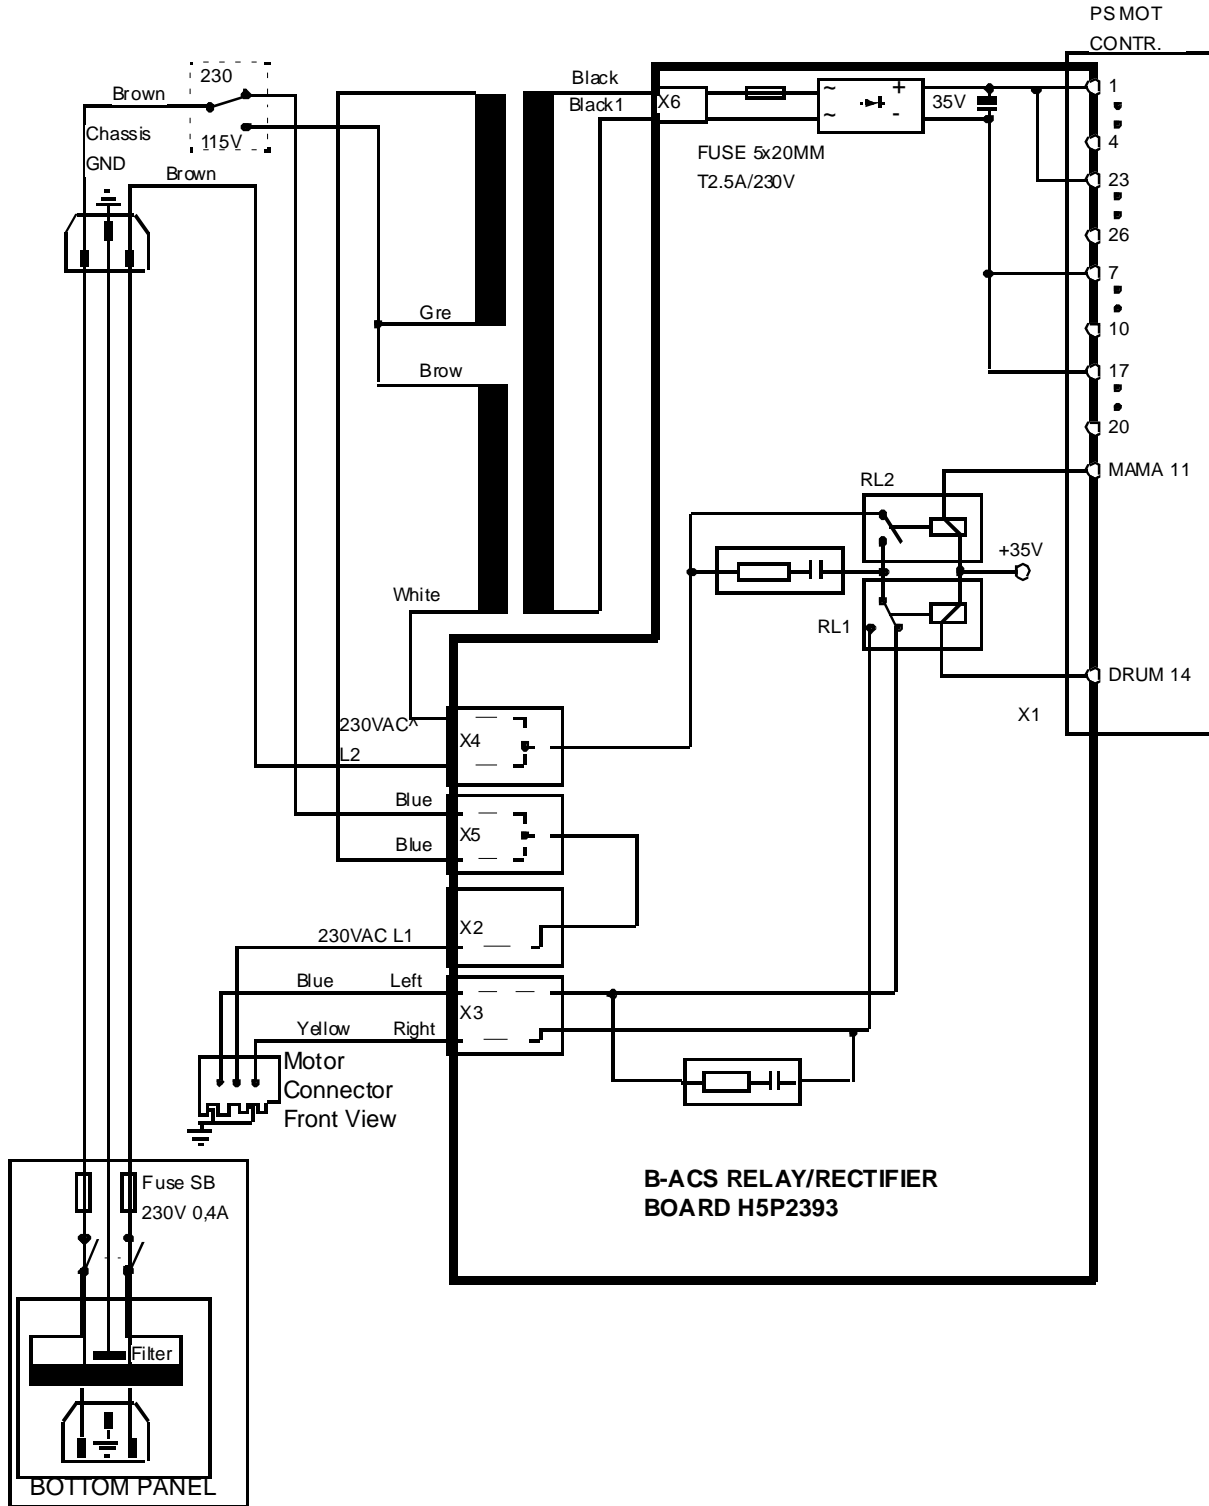 PS MOT
CONTR.
230
Brown
115V
Chassis
GND
Brown
Black
Black1
X6
~
~
+
-
35V
FUSE 5x20MM
T2.5A/230V
1
4
23
26
7
10
17
20
MAMA 11
Gre
Brow
White
RL2
+35V
RL1
DRUM 14
X1
230VAC^
L2
X4
Blue
Blue
X5
X2
230VAC L1
Blue Left
X3
Yellow Right
Motor
Connector
Front View
Fuse SB
230V 0,4A
B-ACS RELAY/RECTIFIER
BOARD H5P2393
Filter
BOTTOM PANEL